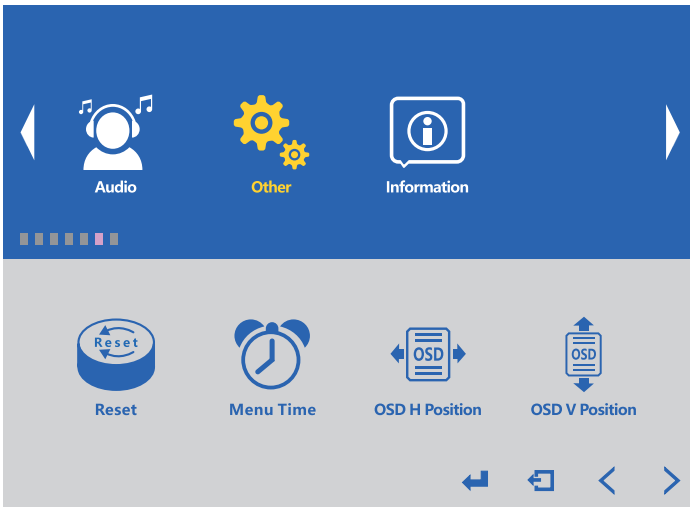 Audio
Other
Information
Reset
OSD
OSD
Reset
Menu Time
OSD H Position
OSD V Position